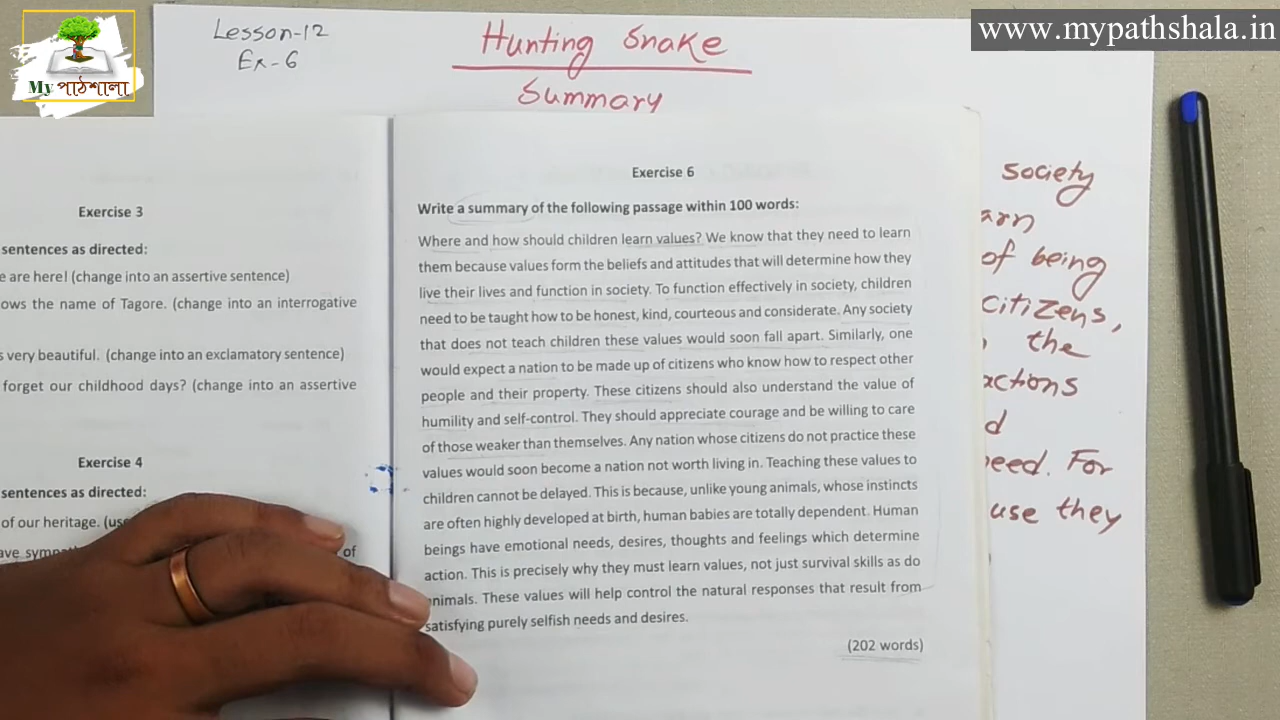 www.mypathshala.in
My পাঠশালা
Lesson-12
Ex-6
Hunting Snake
Summary
Exercise 3
sentences as directed:
e are here! (change into an assertive sentence)
ows the name of Tagore. (change into an interrogative
s very beautiful. (change into an exclamatory sentence)
forget our childhood days? (change into an assertive
Exercise 4
sentences as directed:
of our heritage. (use
ave
of
Exercise 6
Write a summary of the following passage within 100 words:
Where and how should children learn values? We know that they need to learn
them because values form the beliefs and attitudes that will determine how they
live their lives and function in society. To function effectively in society, children
need to be taught how to be honest, kind, courteous and considerate. Any society
that does not teach children these values would soon fall apart. Similarly, one
would expect a nation to be made up of citizens who know how to respect other
people and their property. These citizens should also understand the value of
humility and self-control. They should appreciate courage and be willing to care
of those weaker than themselves. Any nation whose citizens do not practice these
values would soon become a nation not worth living in. Teaching these values to
children cannot be delayed. This is because, unlike young animals, whose instincts
are often highly developed at birth, human babies are totally dependent. Human
beings have emotional needs, desires, thoughts and feelings which determine
action. This is precisely why they must learn values, not just survival skills as do
animals. These values will help control the natural responses that result from
satisfying purely selfish needs and desires.
(202 words)
society
arn
of being
citizens,
the
actions
d
need. For
use they